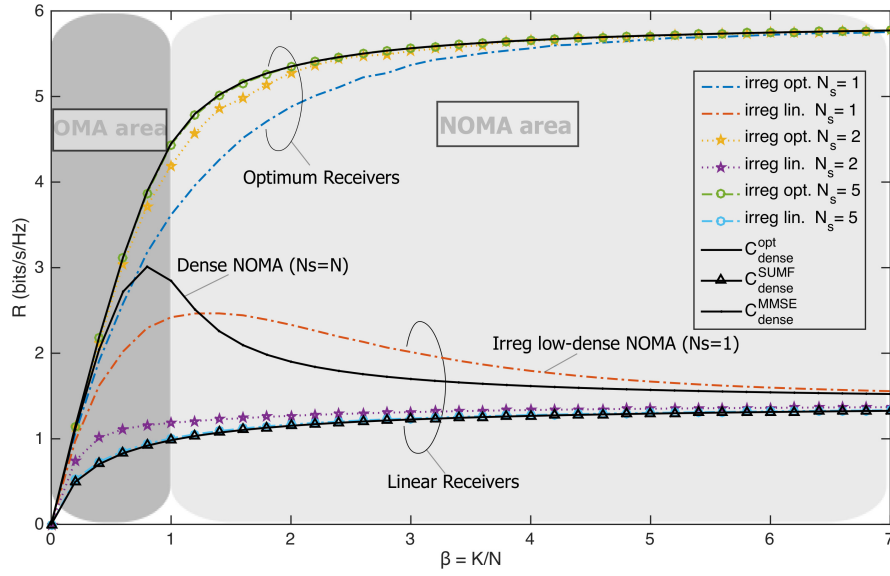 6
5
4
3
2
1
0
R (bits/s/Hz)
OMA area
NOMA area
Optimum Receivers
Dense NOMA (Ns=N)
Irreg low-dense NOMA (Ns=1)
Linear Receivers
irreg opt. N_s = 1
irreg lin. N_s = 1
irreg opt. N_s = 2
irreg lin. N_s = 2
irreg opt. N_s = 5
irreg lin. N_s = 5
C_dense^opt
C_dense^SUMF
C_dense^MMSE
0 1 2 3 4 5 6 7
β = K/N